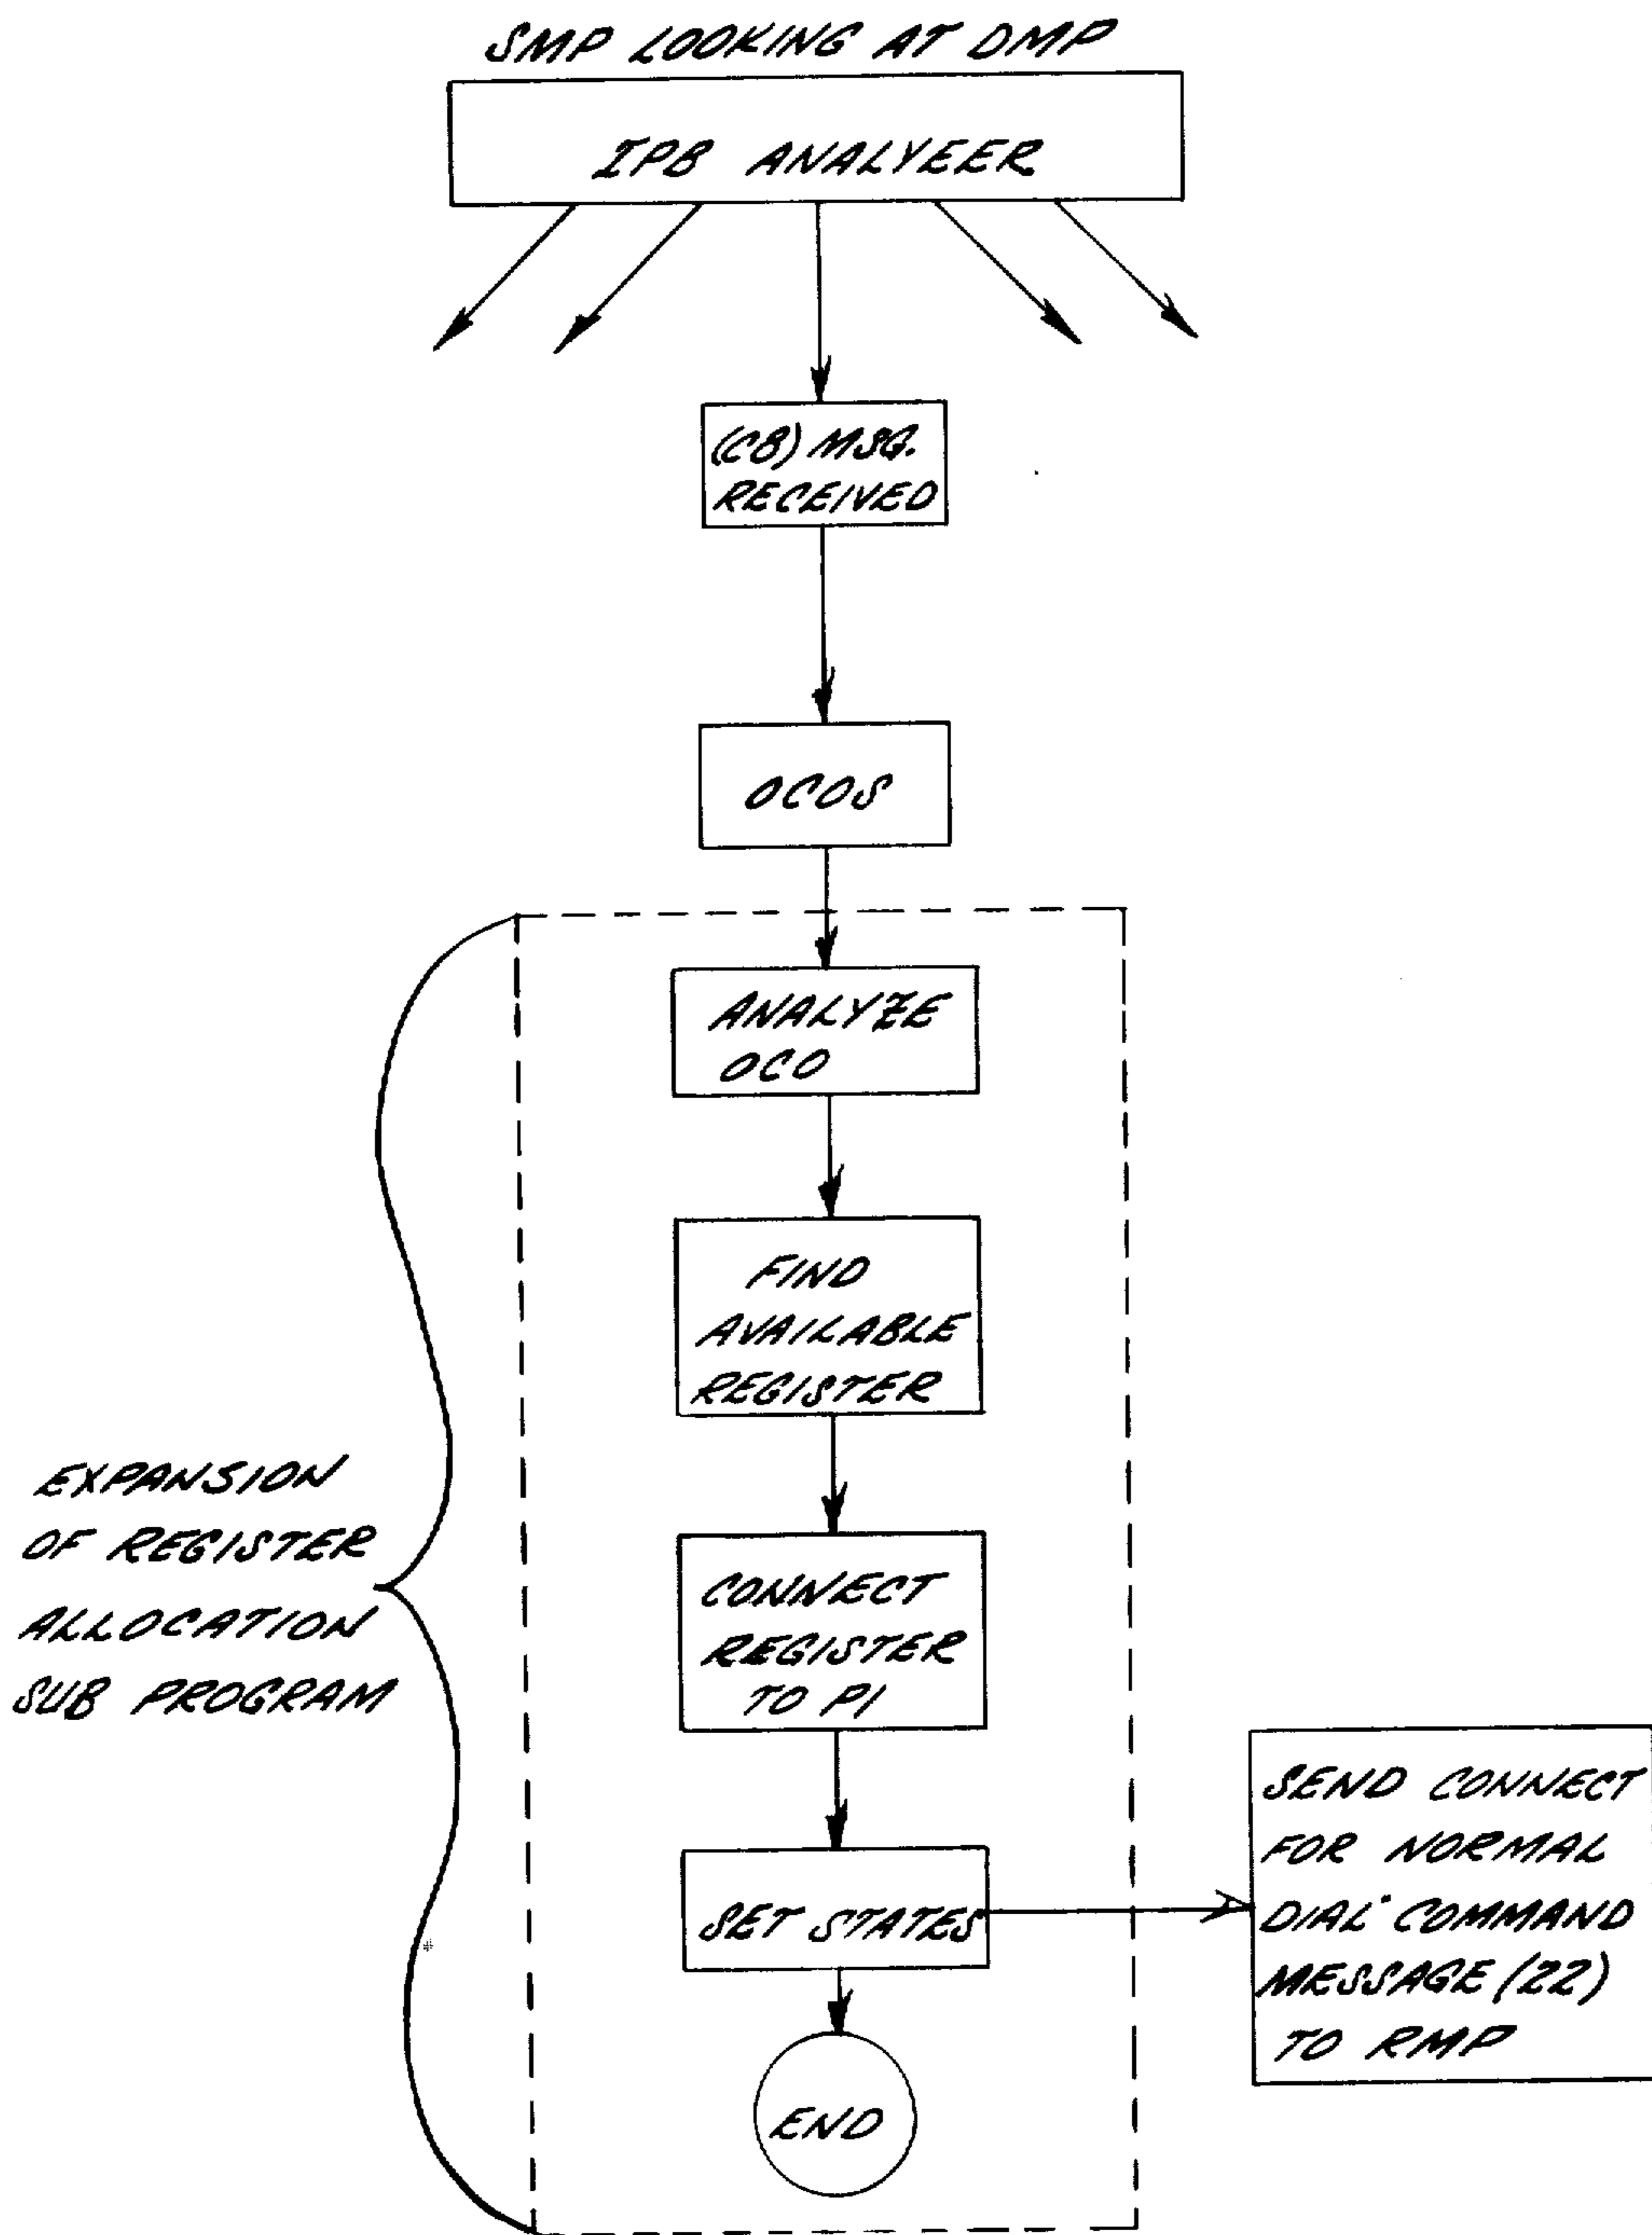 SMP LOOKING AT DMP
IPB ANALYEER
(C8) MSG.
RECEIVED
OCOS
ANALYZE
OCO
FIND
AVAILABLE
REGISTER
CONNECT
REGISTER
TO PI
SET STATES
END
EXPANSION
OF REGISTER
ALLOCATION
SUB PROGRAM
SEND CONNECT
FOR NORMAL
DIAL" COMMAND
MESSAGE (22)
TO RMP